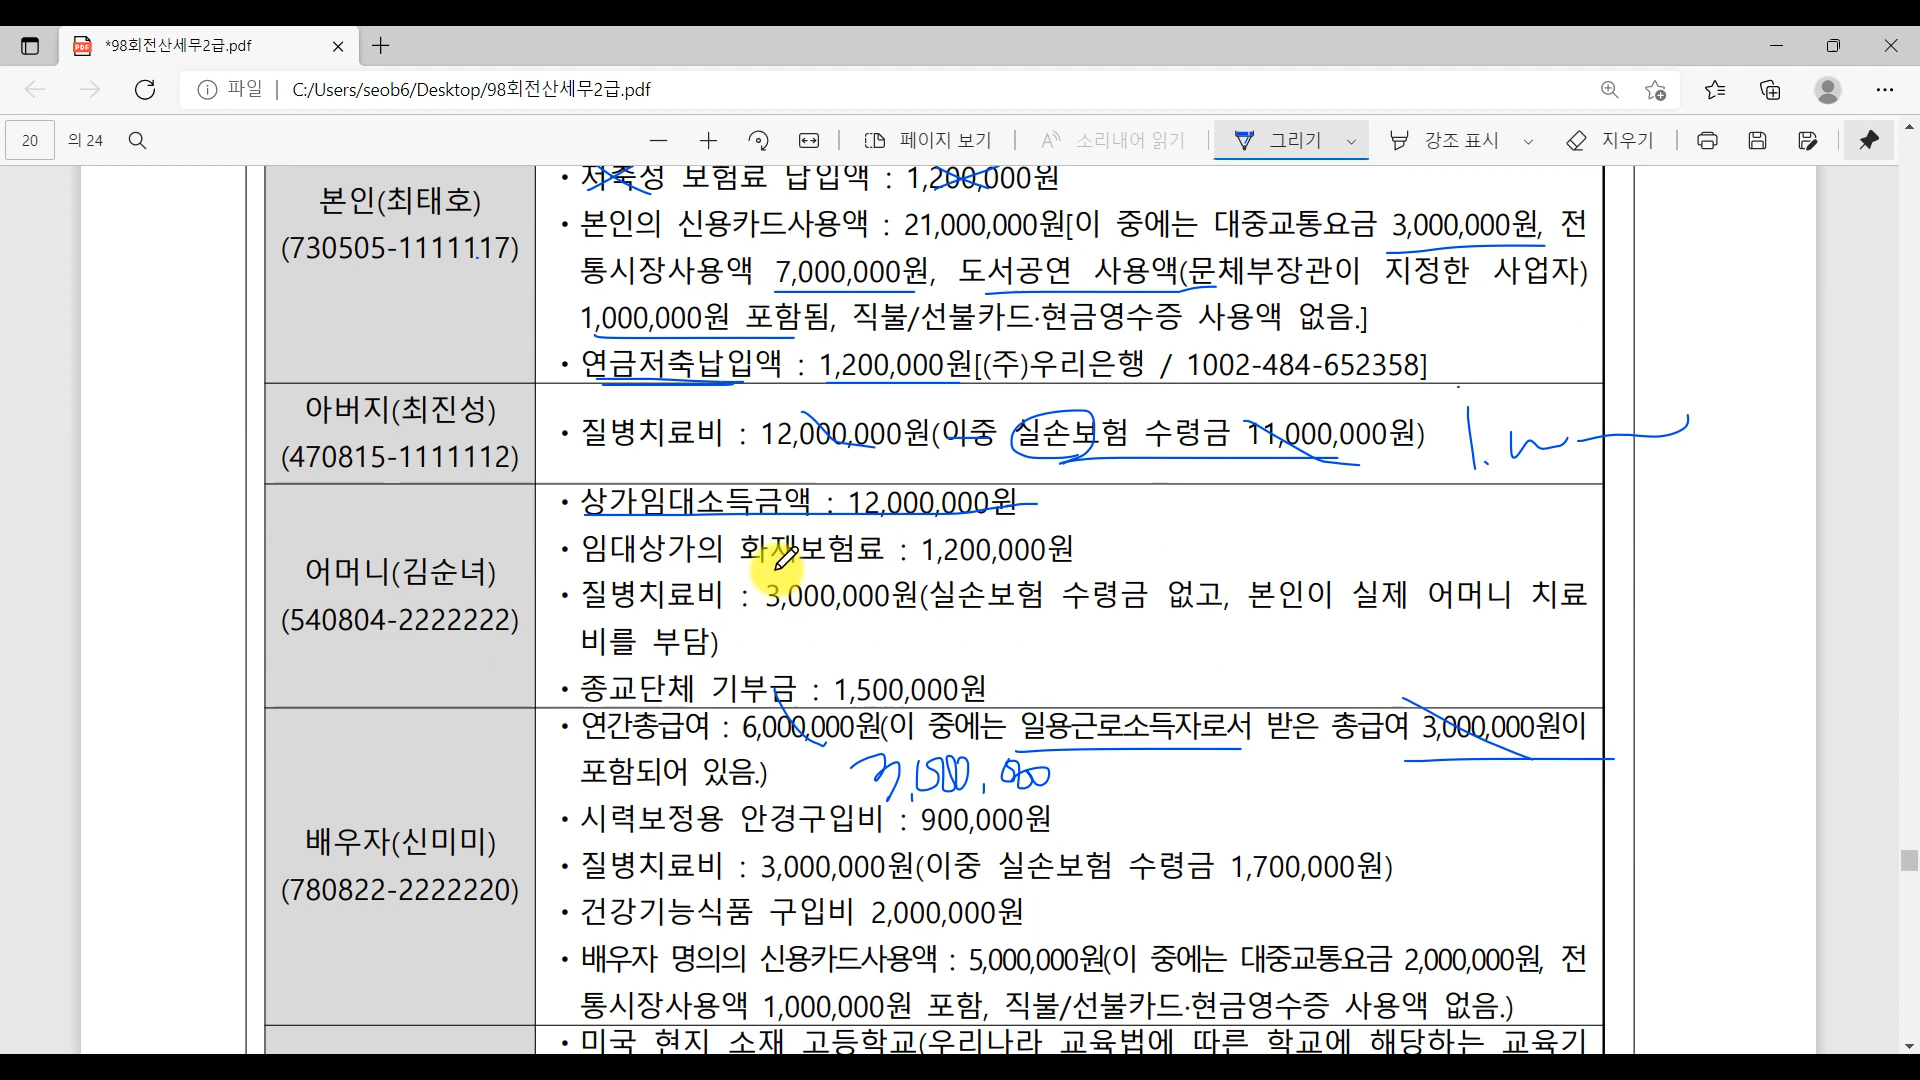 *98회전산세무2급.pdf
파일 | C:/Users/seob6/Desktop/98회전산세무2급.pdf
20 의 24 페이지 보기 소리내어 읽기 그리기 강조 표시 지우기
본인(최태호)
(730505-1111117)
• 저축성 보험료 납입액 : 1,200,000원
• 본인의 신용카드사용액 : 21,000,000원[이 중에는 대중교통요금 3,000,000원, 전
통시장사용액 7,000,000원, 도서공연 사용액(문체부장관이 지정한 사업자)
1,000,000원 포함됨, 직불/선불카드·현금영수증 사용액 없음.]
• 연금저축납입액 : 1,200,000원[(주)우리은행 / 1002-484-652358]
아버지(최진성)
(470815-1111112)
• 질병치료비 : 12,000,000원(이중 실손보험 수령금 11,000,000원)
어머니(김순녀)
(540804-2222222)
• 상가임대소득금액 : 12,000,000원
• 임대상가의 화재보험료 : 1,200,000원
• 질병치료비 : 3,000,000원(실손보험 수령금 없고, 본인이 실제 어머니 치료
비를 부담)
• 종교단체 기부금 : 1,500,000원
배우자(신미미)
(780822-2222220)
• 연간총급여 : 6,000,000원(이 중에는 일용근로소득자로서 받은 총급여 3,000,000원이
포함되어 있음.)
• 시력보정용 안경구입비 : 900,000원
• 질병치료비 : 3,000,000원(이중 실손보험 수령금 1,700,000원)
• 건강기능식품 구입비 2,000,000원
• 배우자 명의의 신용카드사용액 : 5,000,000원(이 중에는 대중교통요금 2,000,000원, 전
통시장사용액 1,000,000원 포함, 직불/선불카드·현금영수증 사용액 없음.)
• 미국 현지 소재 고등학교(우리나라 교육법에 따른 학교에 해당하는 교육기